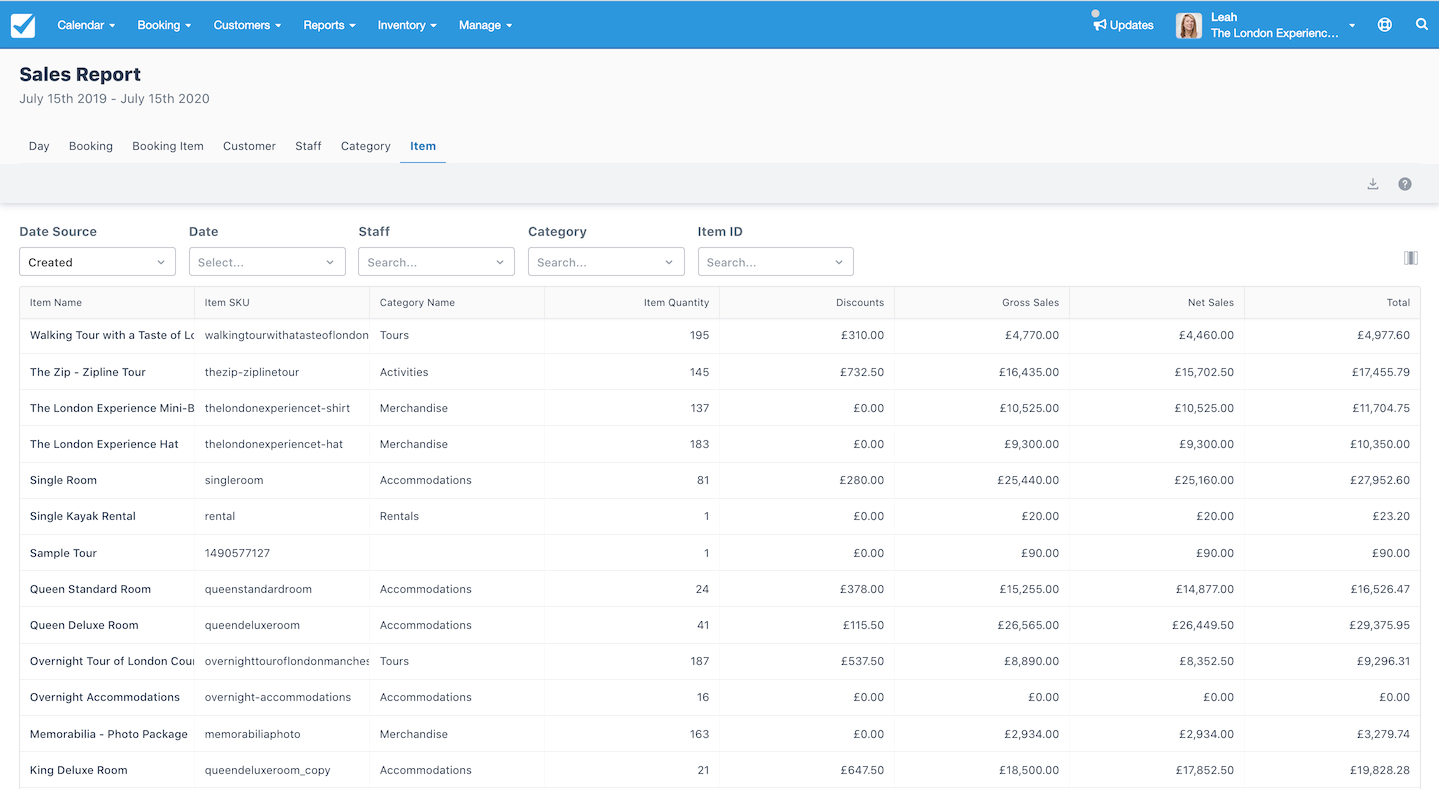 Calendar Booking Customers Reports Inventory Manage Updates Leah
The London Experienc...
Sales Report
July 15th 2019 - July 15th 2020
Day Booking Booking Item Customer Staff Category Item
Date Source Date Staff Category Item ID
Created Select... Search... Search... Search...
Item Name Item SKU Category Name Item Quantity Discounts Gross Sales Net Sales Total
Walking Tour with a Taste of Lo walkingtourwithatasteoflondon Tours 195 £310.00 £4,770.00 £4,460.00 £4,977.60
The Zip - Zipline Tour thezip-ziplinetour Activities 145 £732.50 £16,435.00 £15,702.50 £17,455.79
The London Experience Mini-B thelondonexperiencet-shirt Merchandise 137 £0.00 £10,525.00 £10,525.00 £11,704.75
The London Experience Hat thelondonexperiencet-hat Merchandise 183 £0.00 £9,300.00 £9,300.00 £10,350.00
Single Room singleroom Accommodations 81 £280.00 £25,440.00 £25,160.00 £27,952.60
Single Kayak Rental rental Rentals 1 £0.00 £20.00 £20.00 £23.20
Sample Tour 1490577127 1 £0.00 £90.00 £90.00 £90.00
Queen Standard Room queenstandardroom Accommodations 24 £378.00 £15,255.00 £14,877.00 £16,526.47
Queen Deluxe Room queendeluxeroom Accommodations 41 £115.50 £26,565.00 £26,449.50 £29,375.95
Overnight Tour of London Cour overnighttouroflondonmanches Tours 187 £537.50 £8,890.00 £8,352.50 £9,296.31
Overnight Accommodations overnight-accommodations Accommodations 16 £0.00 £0.00 £0.00 £0.00
Memorabilia - Photo Package memorabiliaphoto Merchandise 163 £0.00 £2,934.00 £2,934.00 £3,279.74
King Deluxe Room queendeluxeroom_copy Accommodations 21 £647.50 £18,500.00 £17,852.50 £19,828.28